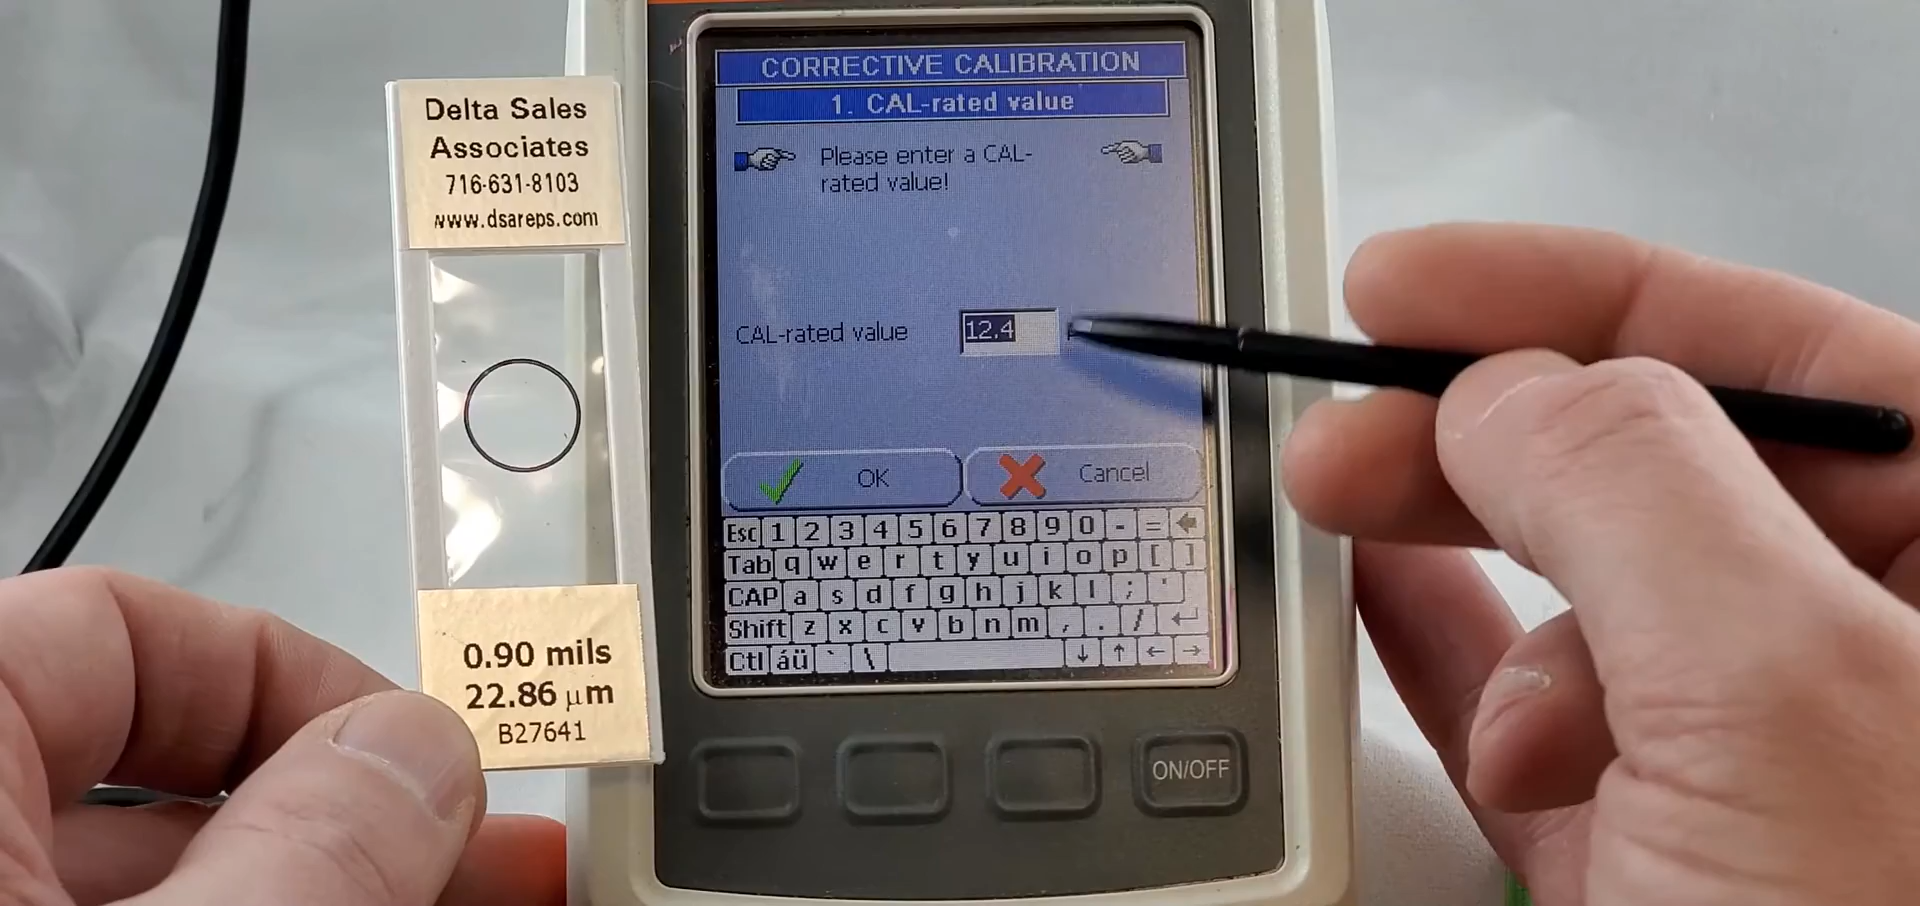 Delta Sales
Associates
716-631-8103
www.dsareps.com
0.90 mils
22.86 μm
B27641
CORRECTIVE CALIBRATION
1. CAL-rated value
Please enter a CAL-
rated value!
CAL-rated value 12.4
OK Cancel
Esc 1 2 3 4 5 6 7 8 9 0 - =
Tab q w e r t y u i o p [ ]
CAP a s d f g h j k l ; '
Shift z x c v b n m , . /
Ctl áü ` \ ↓ ↑ ← →
ON/OFF